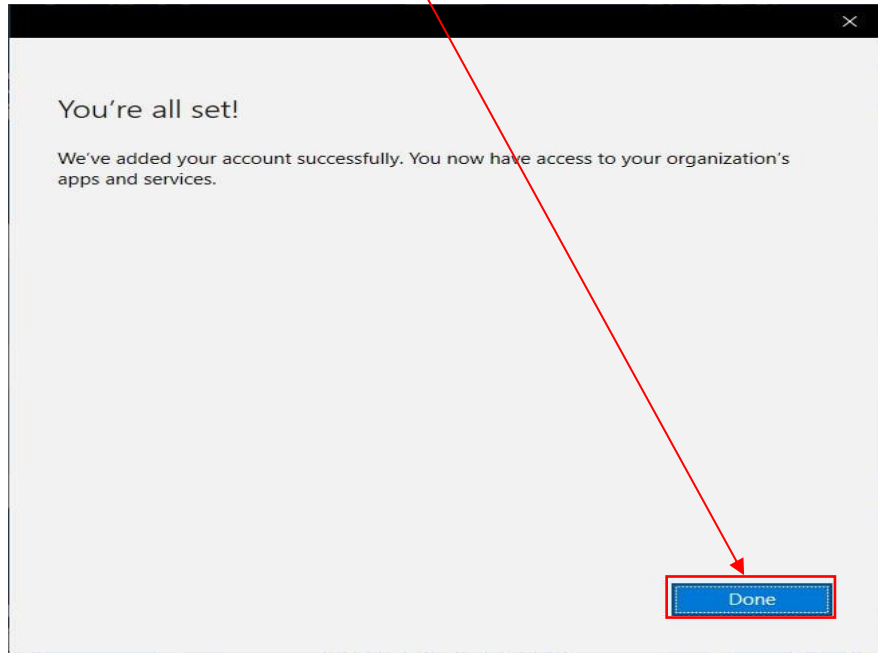 You're all set!
We've added your account successfully. You now have access to your organization's
apps and services.
Done